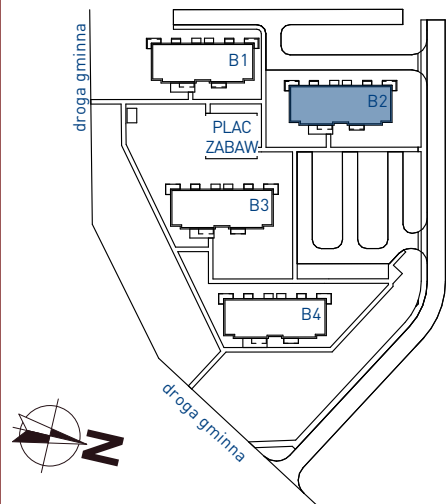 droga gminna
B1
B2
PLAC
ZABAW
B3
B4
droga gminna
N